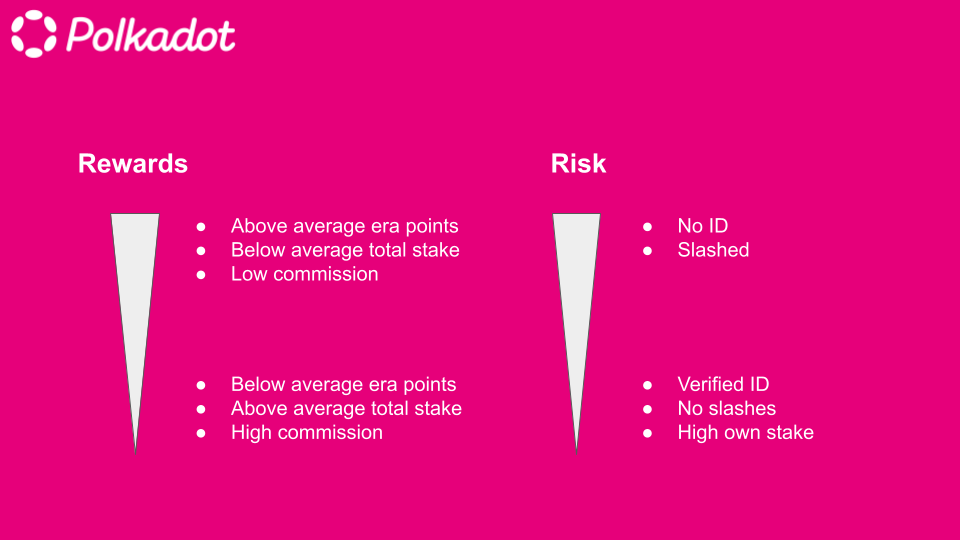 Polkadot
Rewards
● Above average era points
● Below average total stake
● Low commission
● Below average era points
● Above average total stake
● High commission
Risk
● No ID
● Slashed
● Verified ID
● No slashes
● High own stake